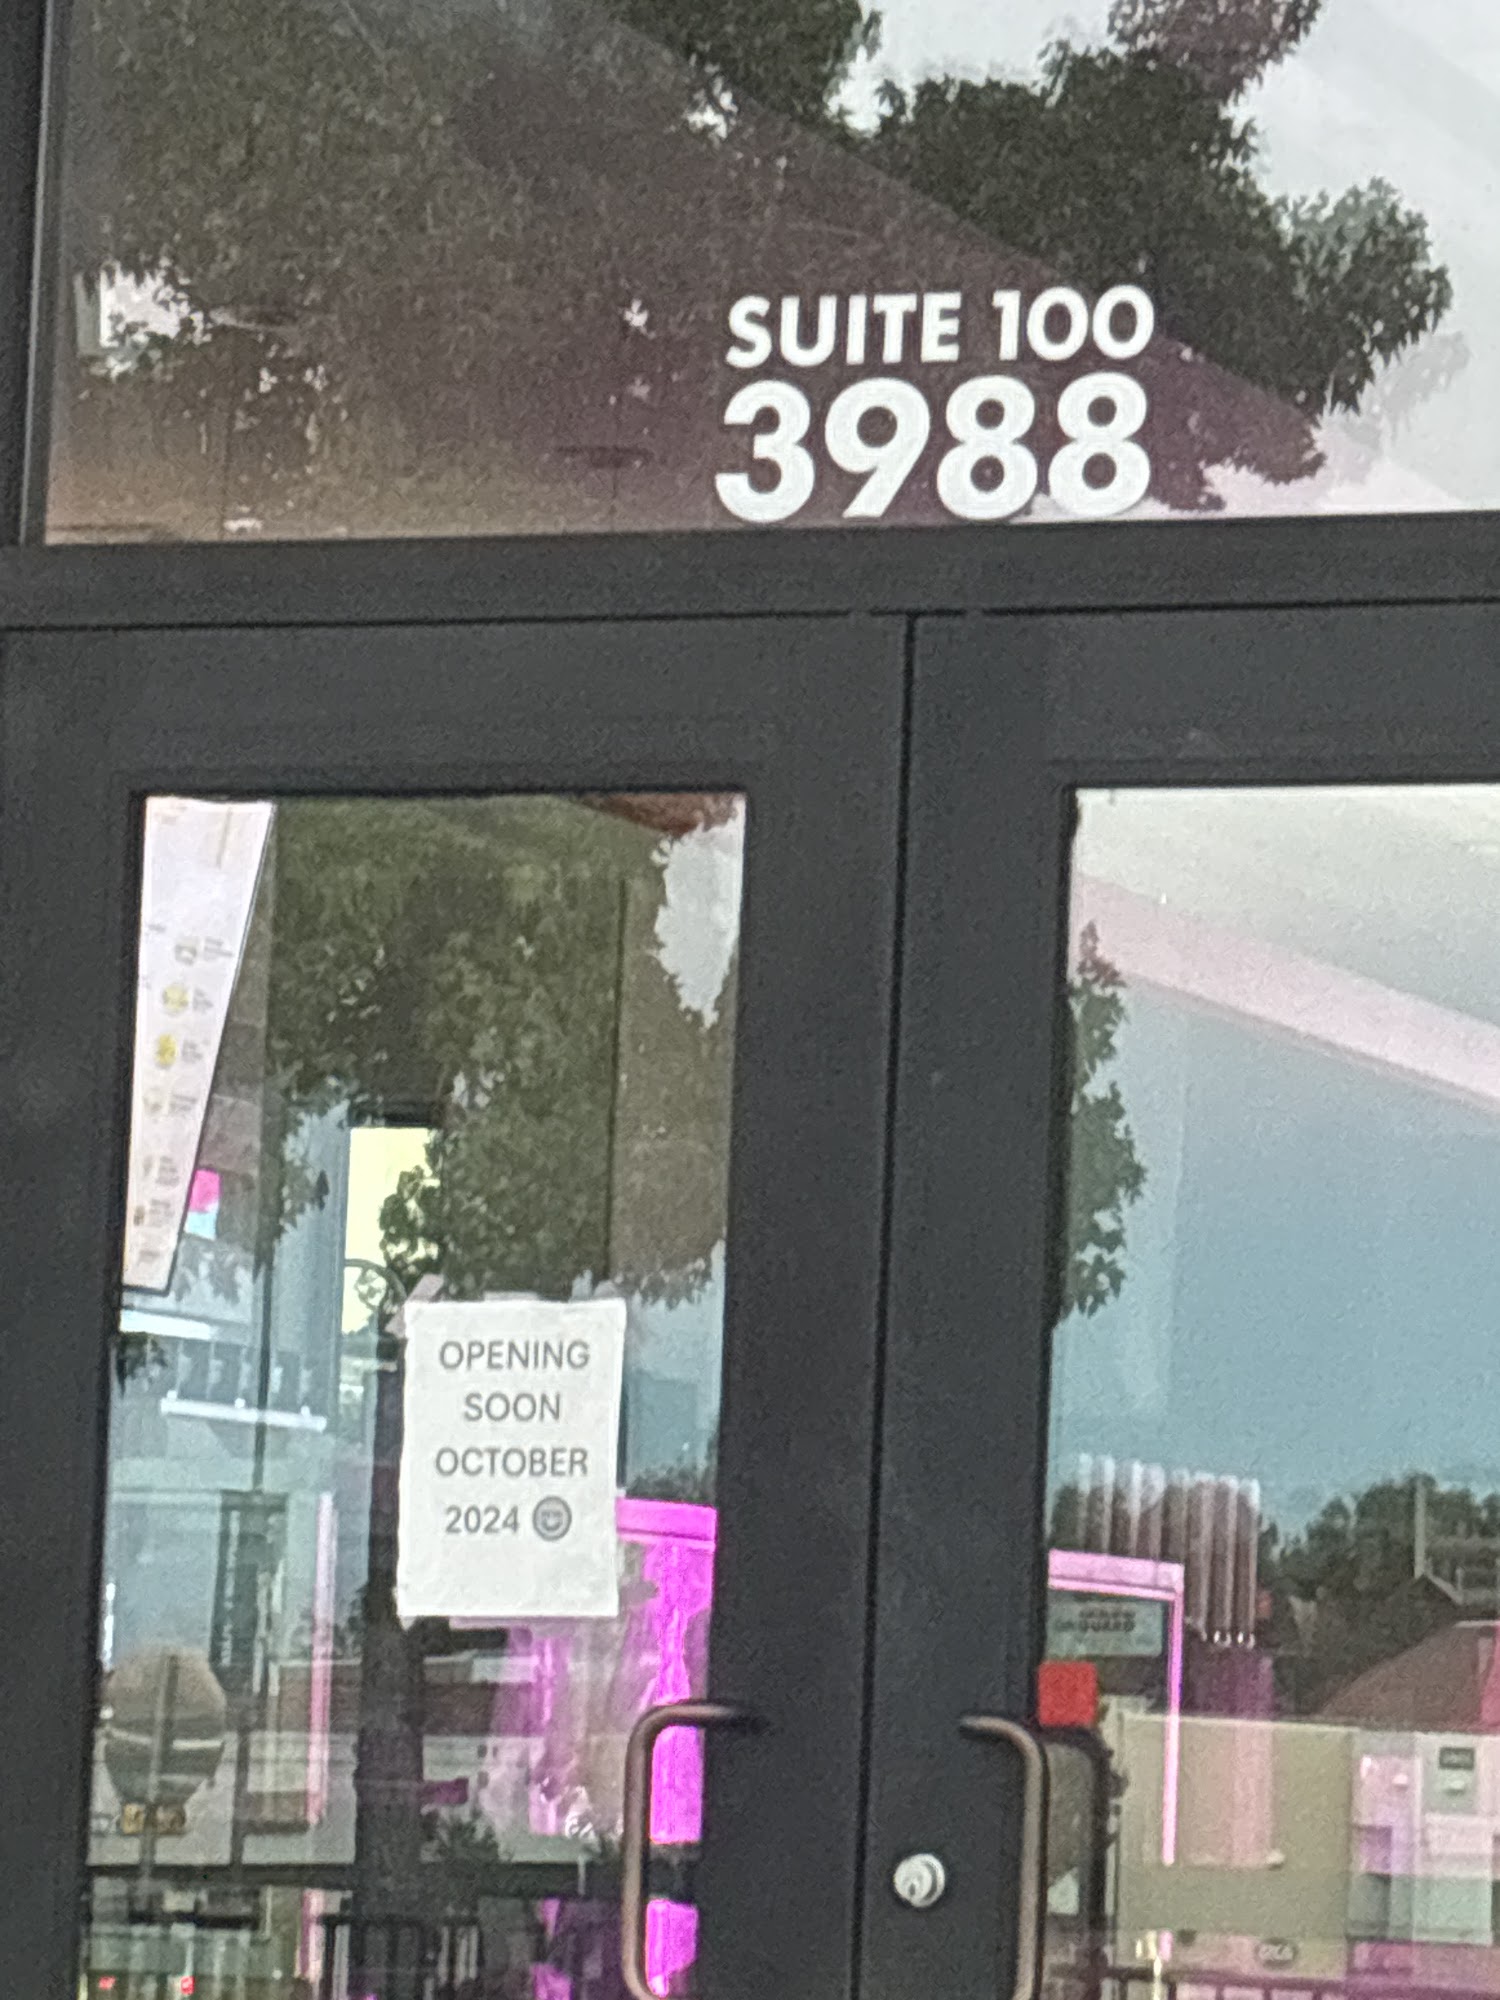 SUITE 100
3988
OPENING
SOON
OCTOBER
2024